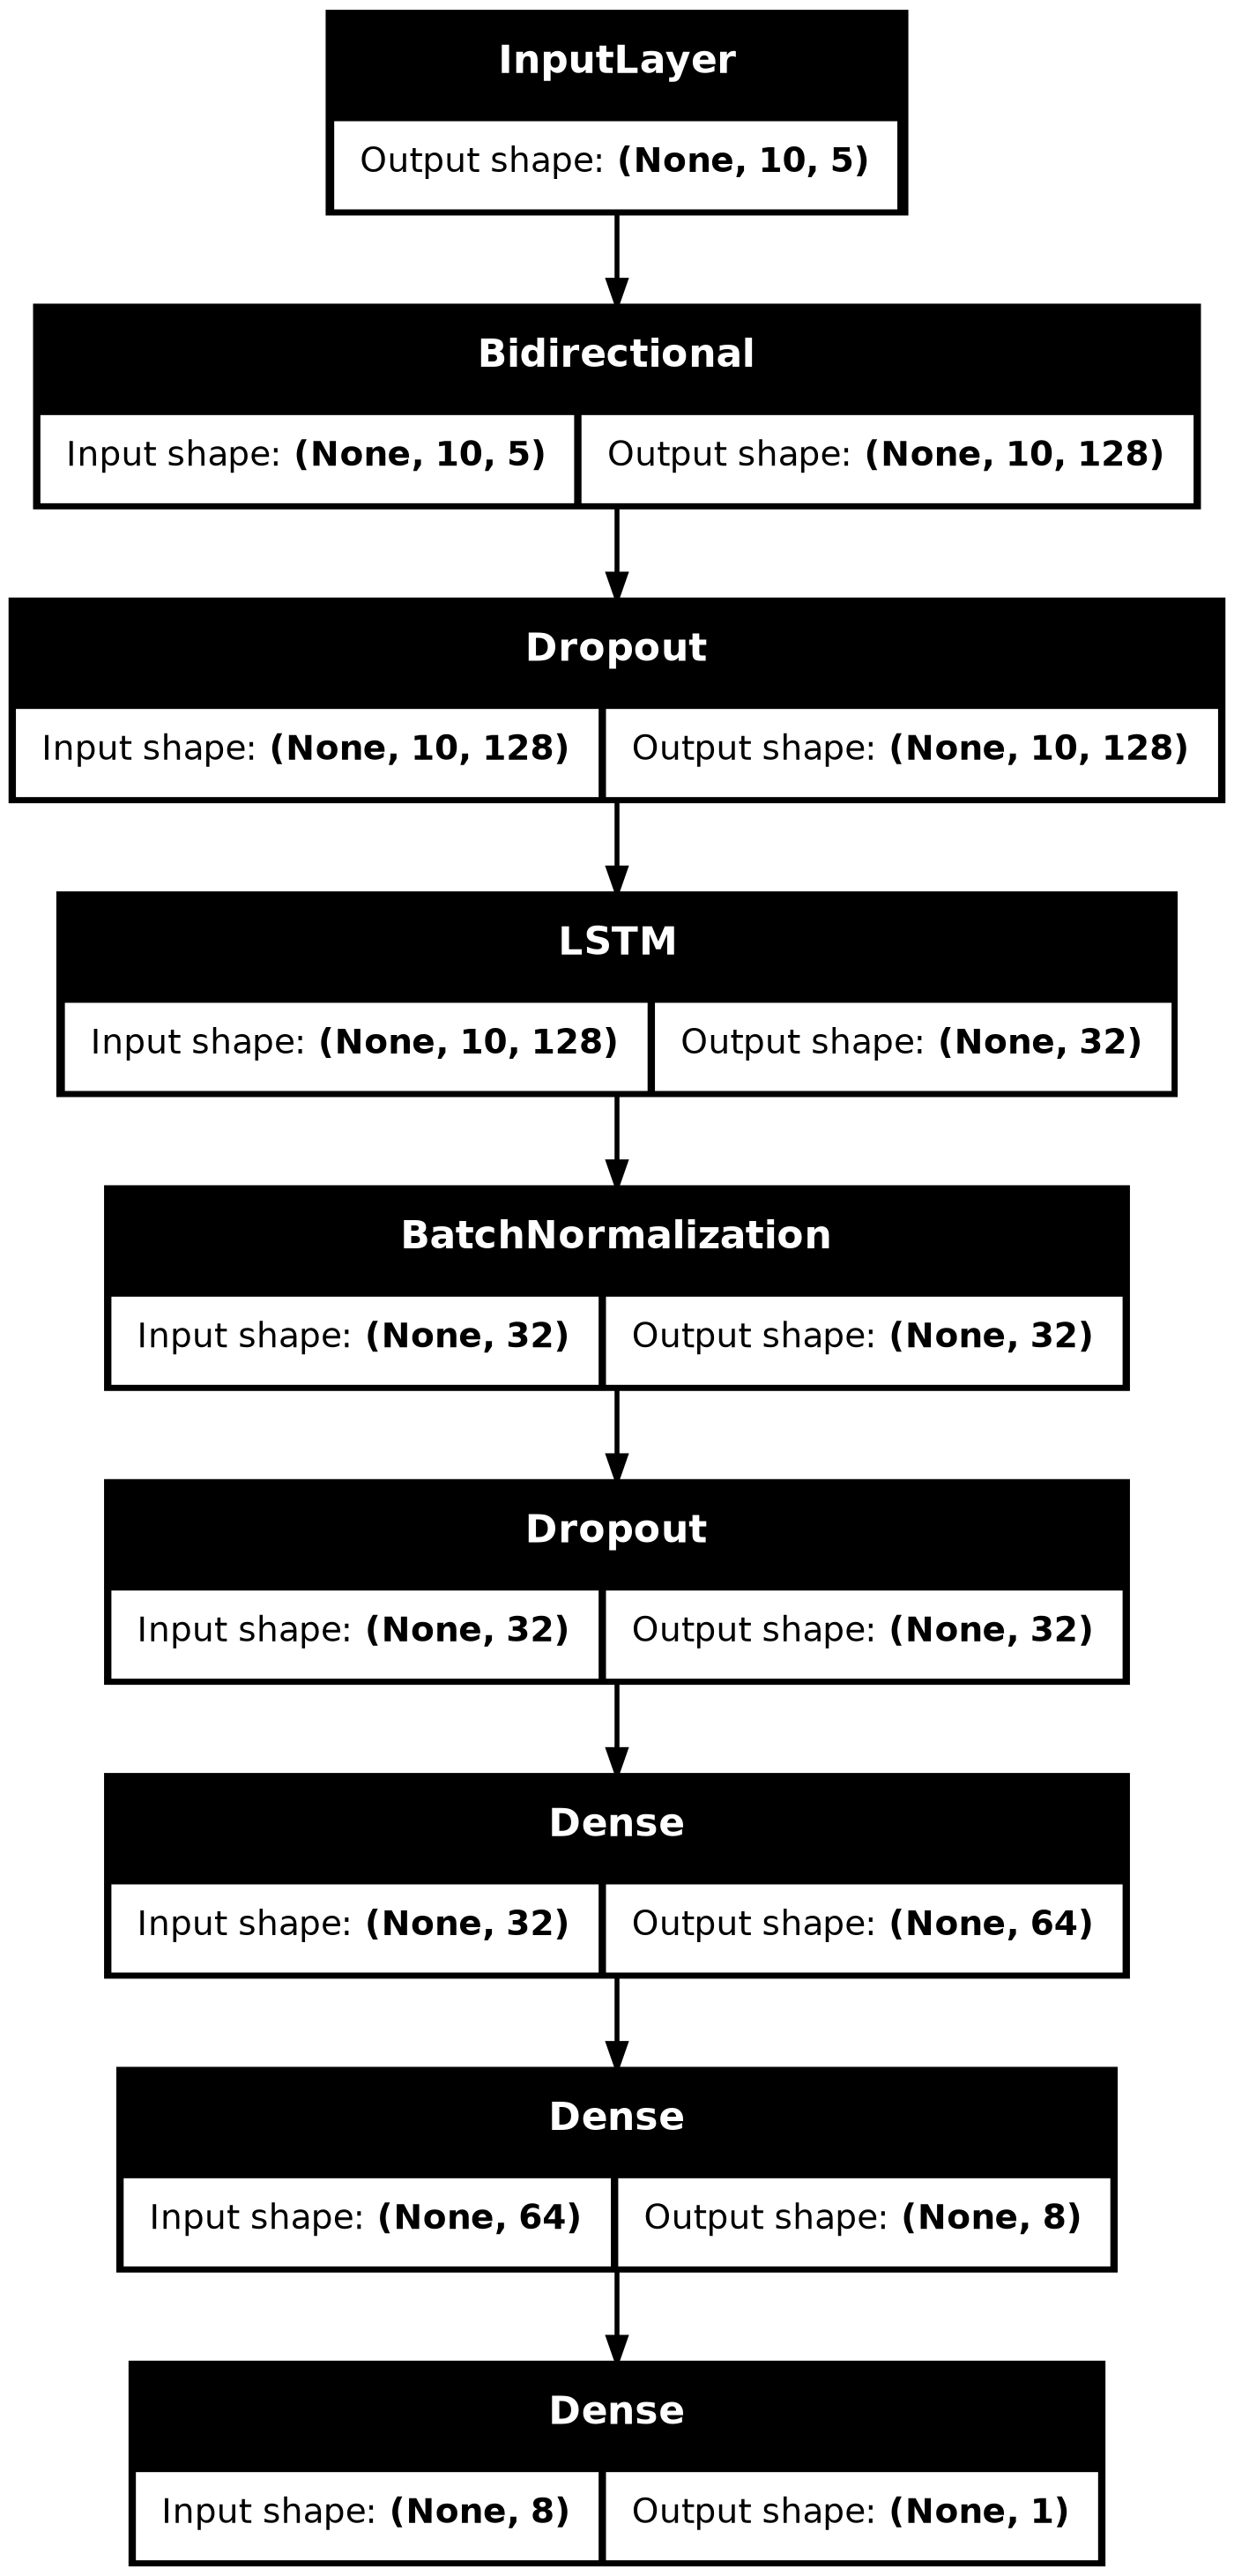 InputLayer
Output shape: (None, 10, 5)
Bidirectional
Input shape: (None, 10, 5) Output shape: (None, 10, 128)
Dropout
Input shape: (None, 10, 128) Output shape: (None, 10, 128)
LSTM
Input shape: (None, 10, 128) Output shape: (None, 32)
BatchNormalization
Input shape: (None, 32) Output shape: (None, 32)
Dropout
Input shape: (None, 32) Output shape: (None, 32)
Dense
Input shape: (None, 32) Output shape: (None, 64)
Dense
Input shape: (None, 64) Output shape: (None, 8)
Dense
Input shape: (None, 8) Output shape: (None, 1)